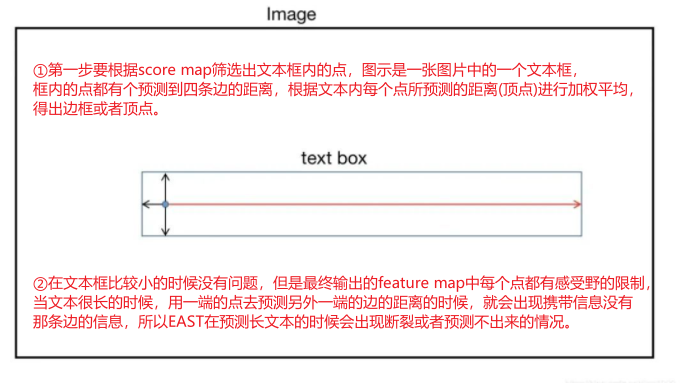 Image
①第一步要根据score map筛选出文本框内的点，图示是一张图片中的一个文本框，
框内的点都有个预测到四条边的距离，根据文本内每个点所预测的距离(顶点)进行加权平均，
得出边框或者顶点。
text box
②在文本框比较小的时候没有问题，但是最终输出的feature map中每个点都有感受野的限制，
当文本很长的时候，用一端的点去预测另外一端的边的距离的时候，就会出现携带信息没有
那条边的信息，所以EAST在预测长文本的时候会出现断裂或者预测不出来的情况。